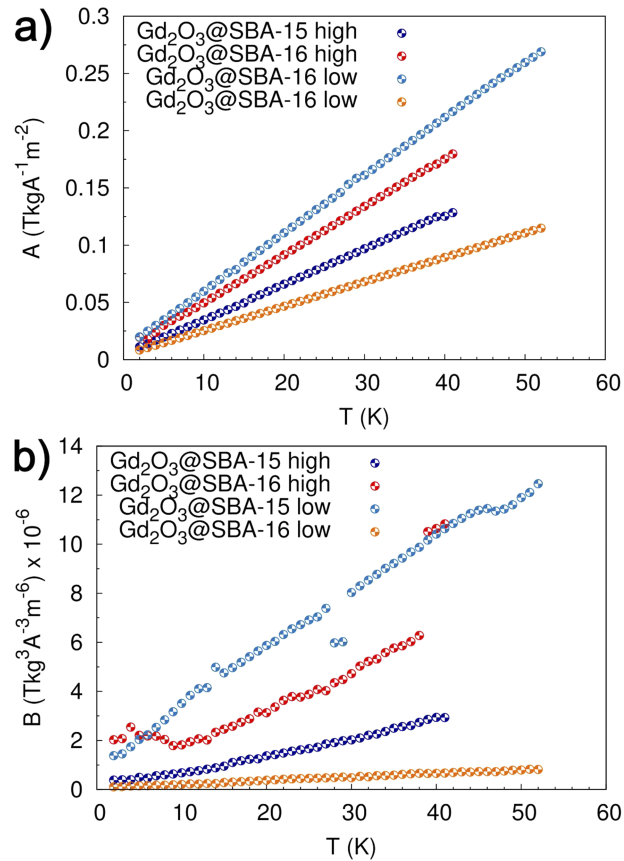 a)
Gd2O3@SBA-15 high
Gd2O3@SBA-16 high
Gd2O3@SBA-16 low
Gd2O3@SBA-16 low
0.3
0.25
0.2
0.15
0.1
0.05
0
A (TkgA⁻¹m⁻²)
0 10 20 30 40 50 60
T (K)
b)
Gd2O3@SBA-15 high
Gd2O3@SBA-16 high
Gd2O3@SBA-15 low
Gd2O3@SBA-16 low
14
12
10
8
6
4
2
0
B (Tkg³A⁻³m⁻⁶) x 10⁻⁶
0 10 20 30 40 50 60
T (K)